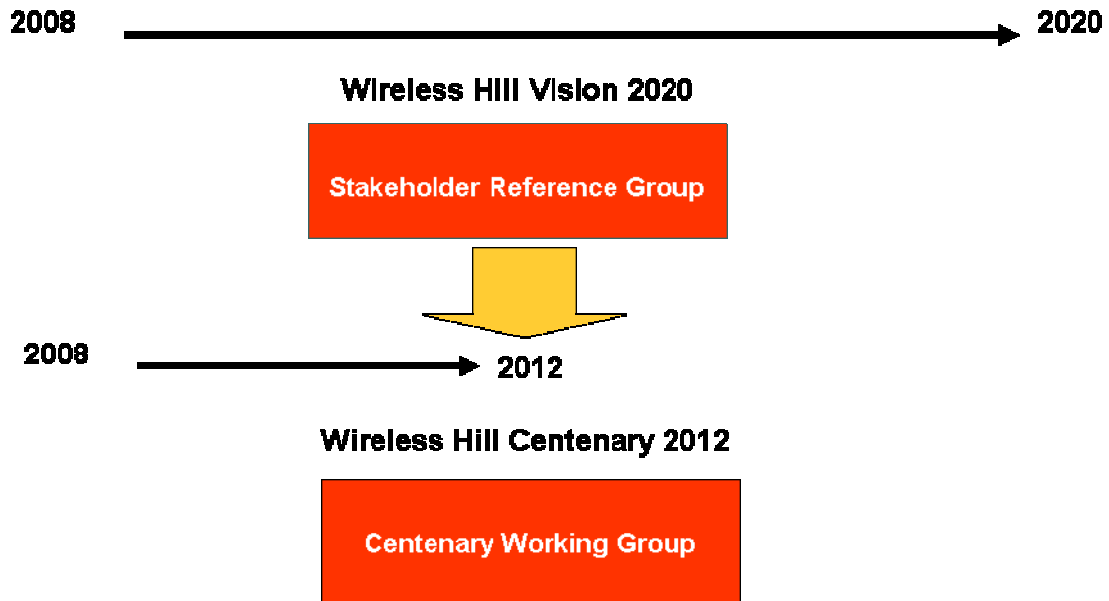 2008
2020
Wireless Hill Vision 2020
Stakeholder Reference Group
2008
2012
Wireless Hill Centenary 2012
Centenary Working Group